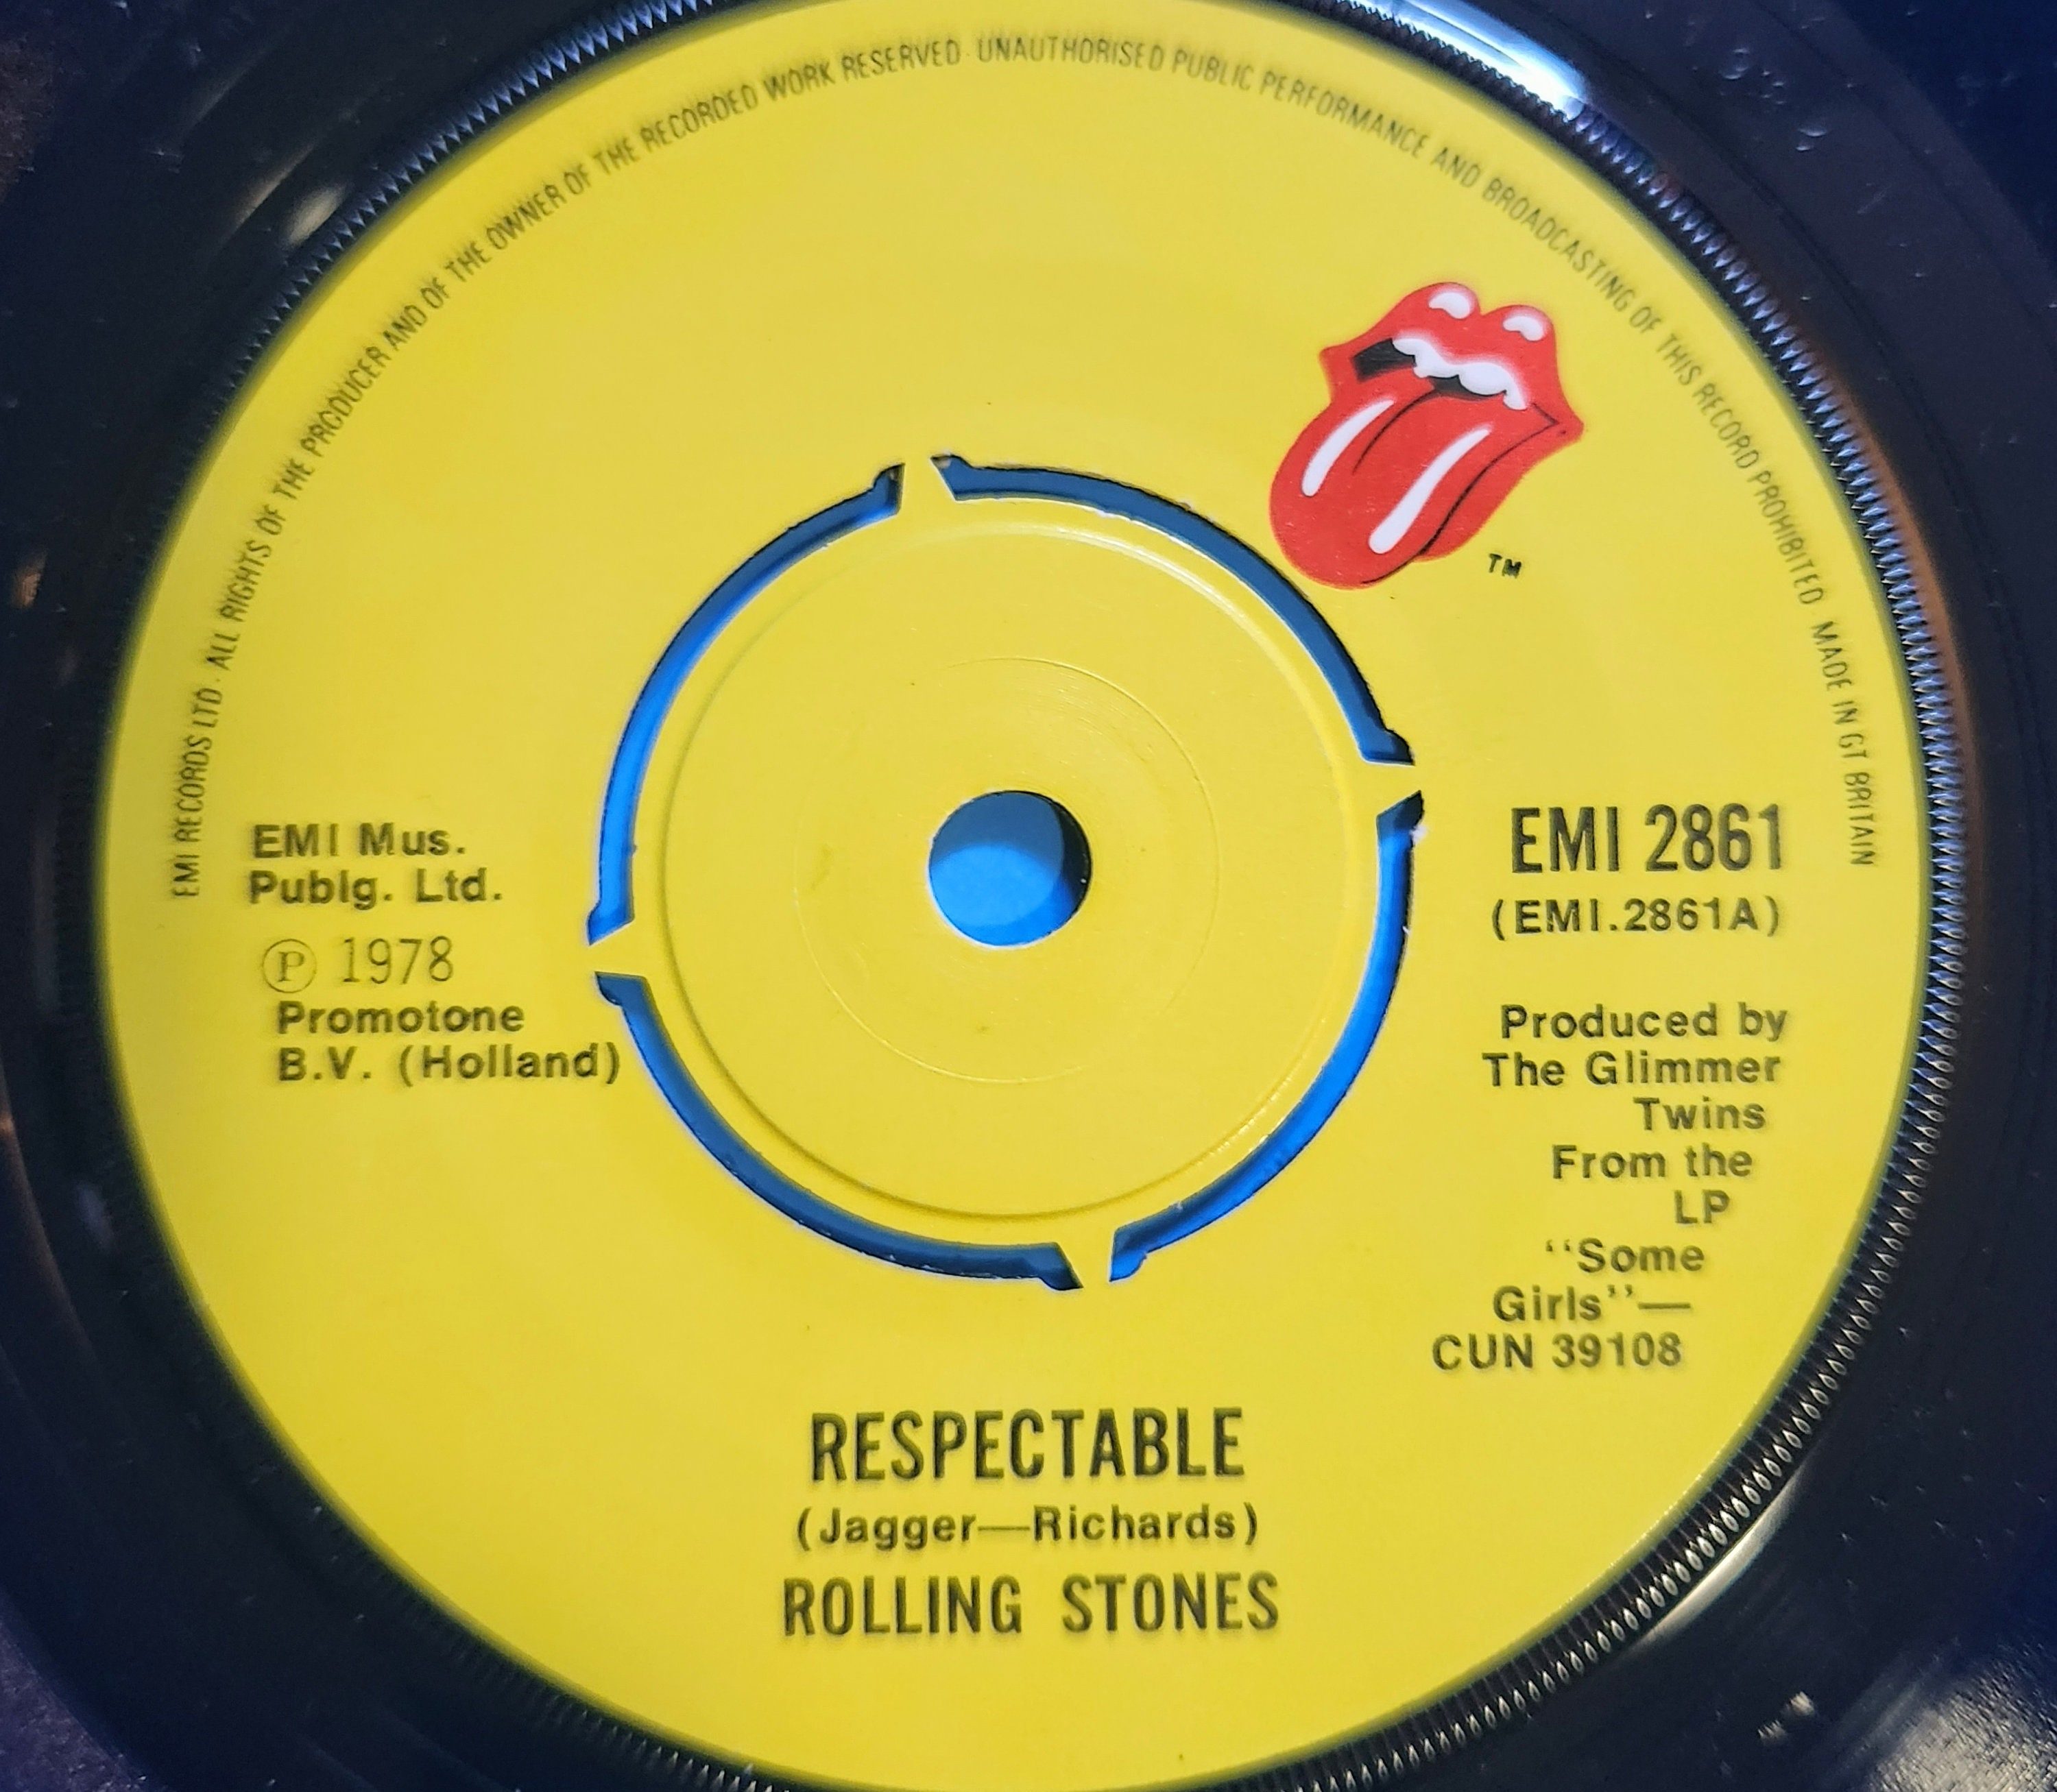 EMI RECORDS LTD. ALL RIGHTS OF THE PRODUCER AND OF THE OWNER OF THE RECORDED WORK RESERVED · UNAUTHORISED PUBLIC PERFORMANCE AND BROADCASTING OF THIS RECORD PROHIBITED. MADE IN GT BRITAIN
TM
EMI Mus.
Publg. Ltd.
℗ 1978
Promotone
B.V. (Holland)
EMI 2861
(EMI.2861A)
Produced by
The Glimmer
Twins
From the
LP
‘‘Some
Girls’’—
CUN 39108
RESPECTABLE
(Jagger—Richards)
ROLLING STONES